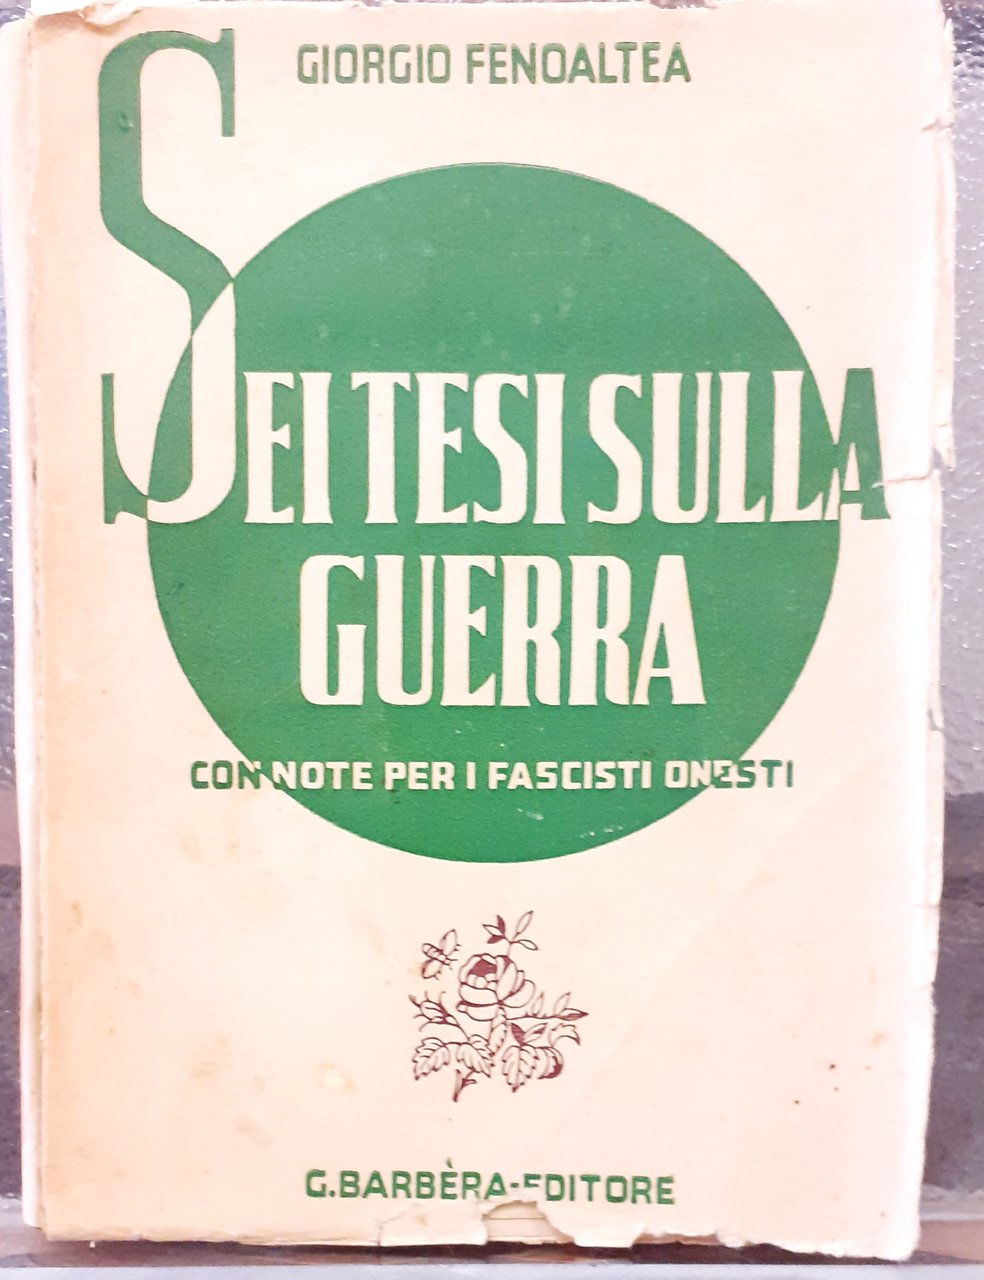 GIORGIO FENOALTEA
SEI TESI SULLA
GUERRA
CON NOTE PER I FASCISTI ONESTI
G. BARBÈRA-EDITORE